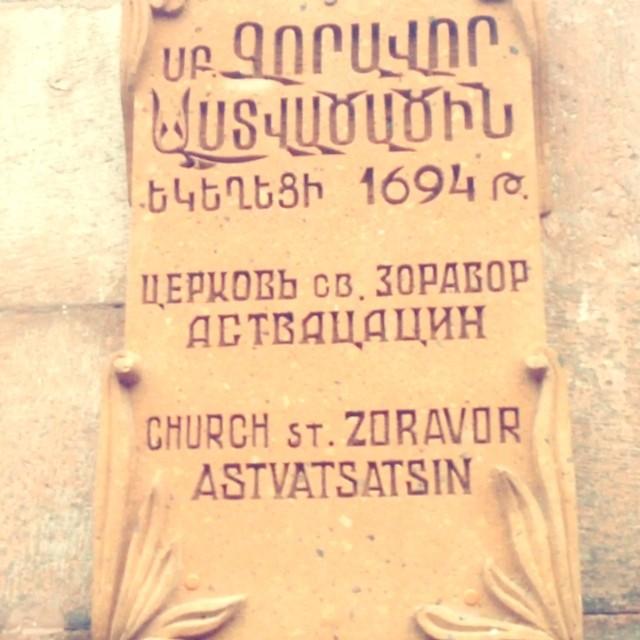 ՍԲ ԶՈՐԱՎՈՐ
ԱՍՏՎԱԾԱԾԻՆ
ԵԿԵՂԵՑԻ 1694 Թ.
ЦЕРКОВЬ СВ. ЗОРАВОР
АСТВАЦАЦИН
CHURCH ST. ZORAVOR
ASTVATSATSIN